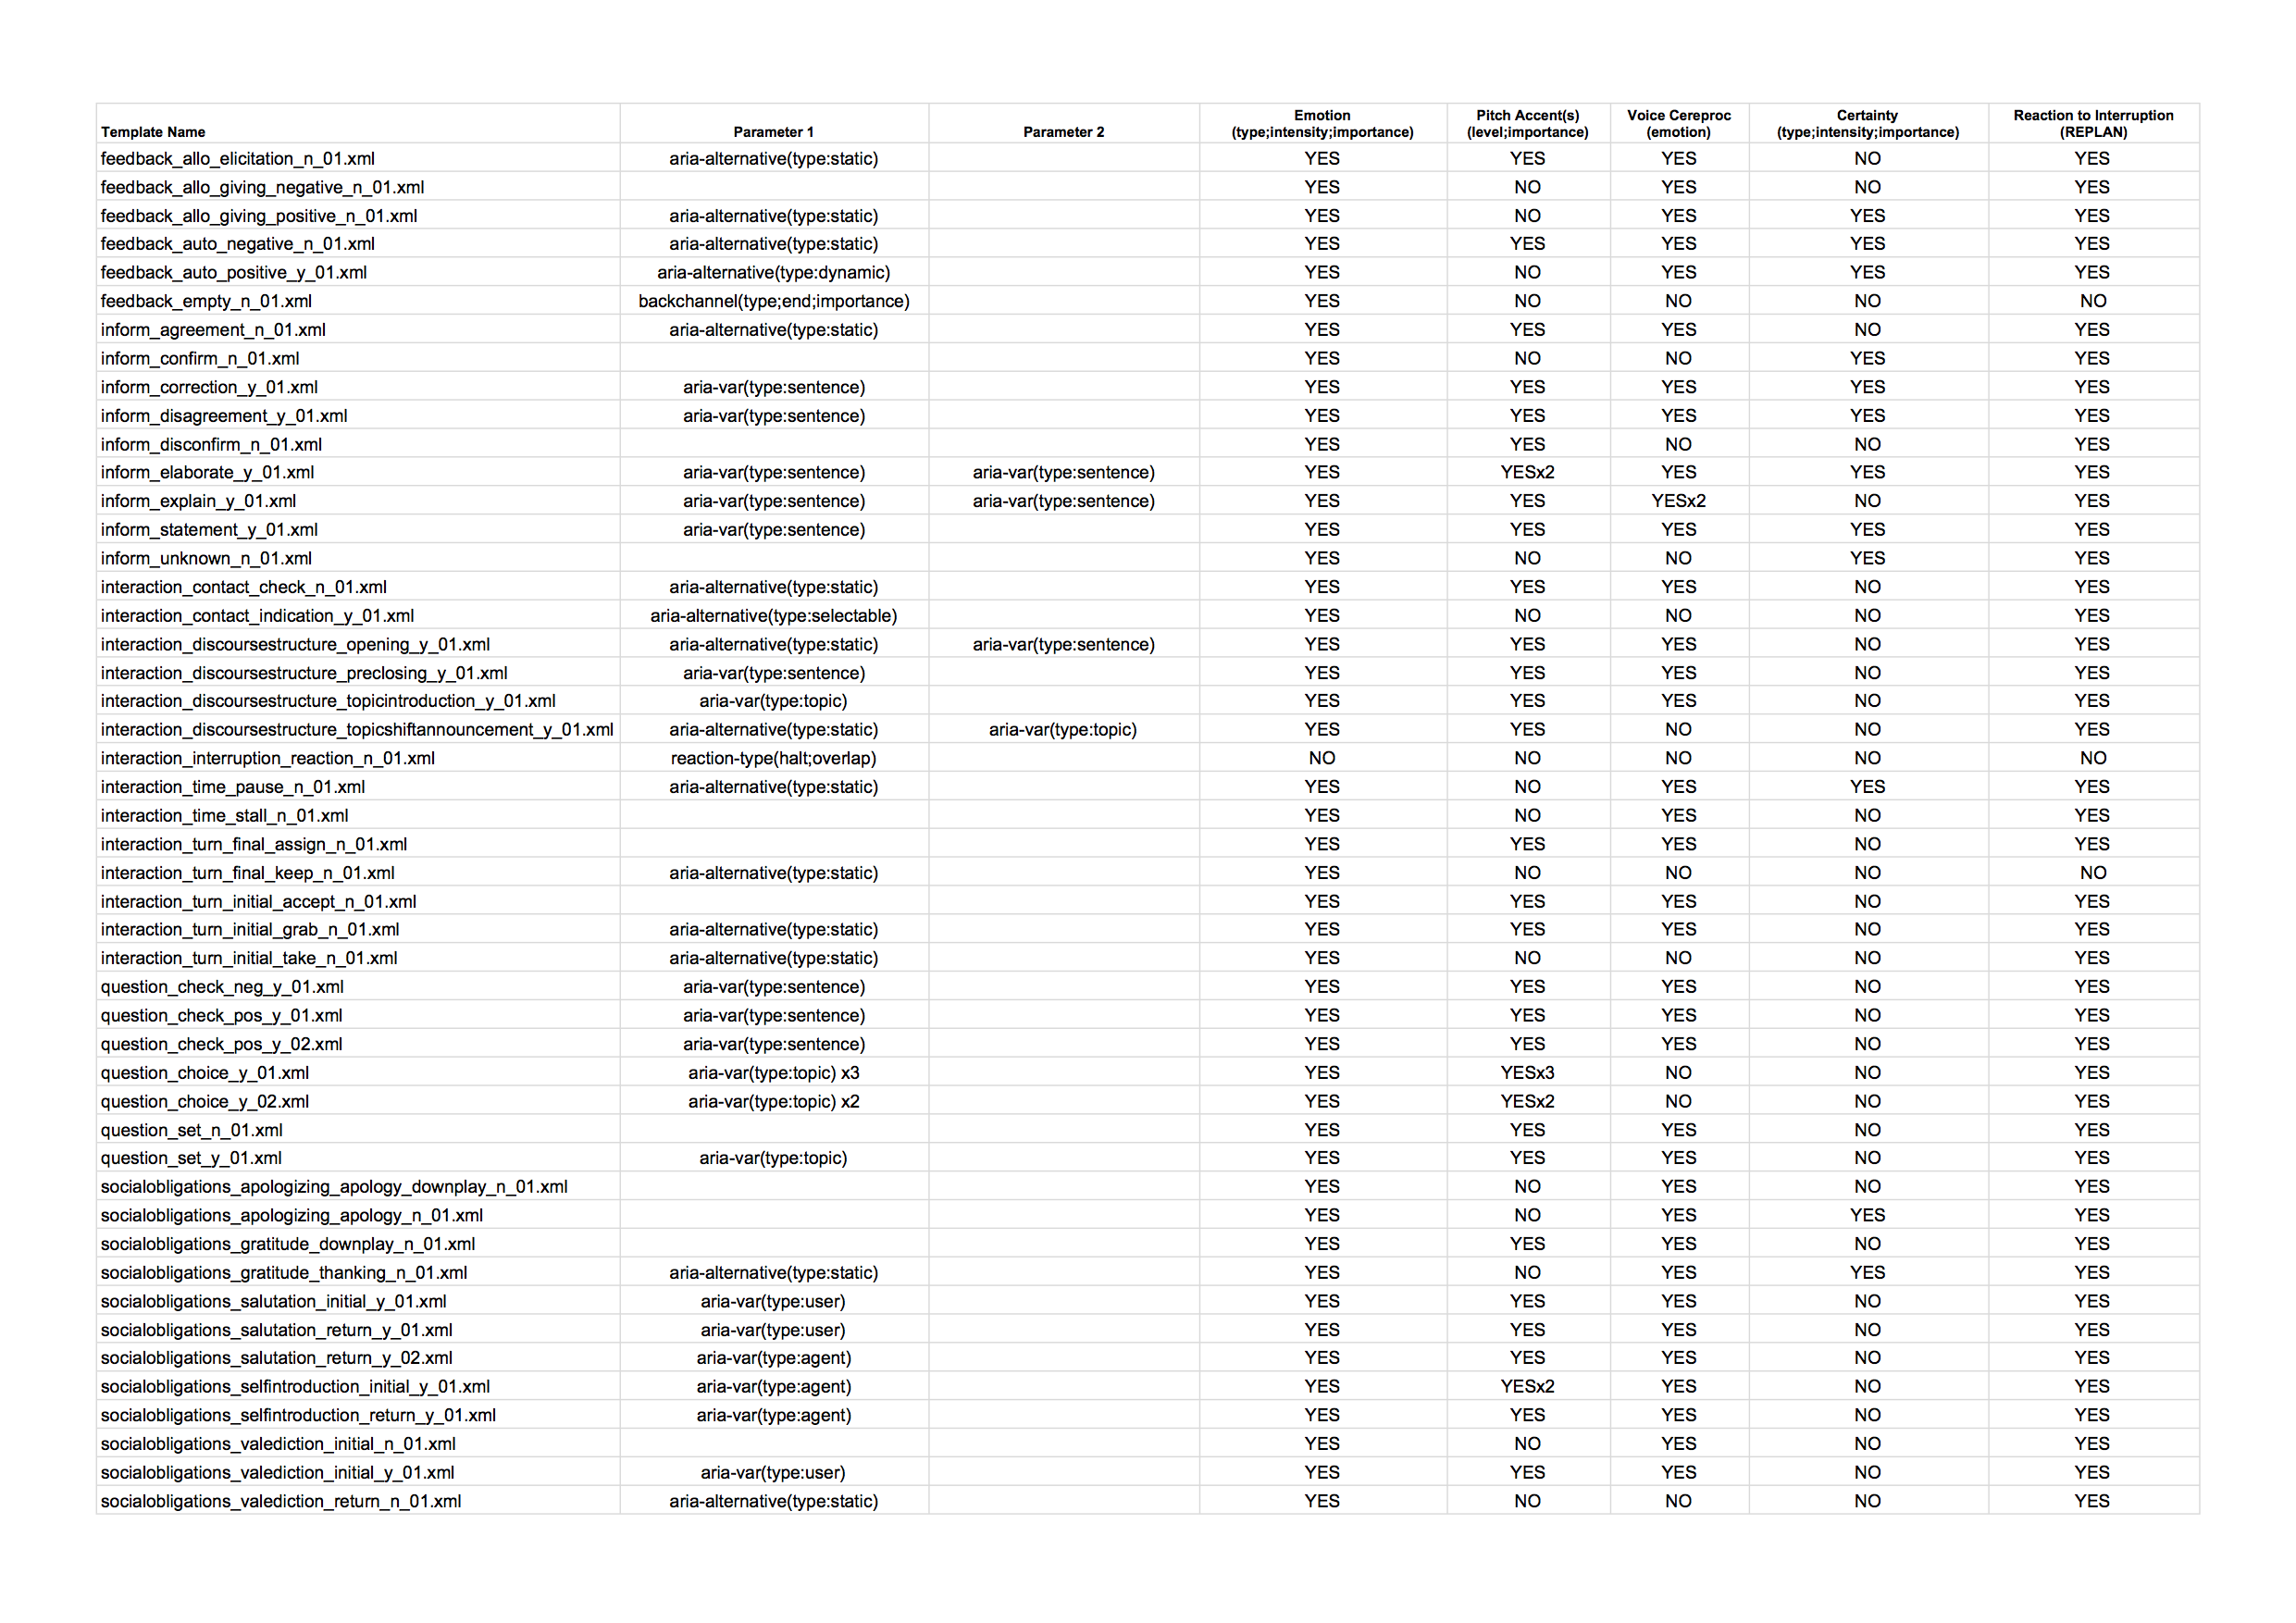 Template Name Parameter 1 Parameter 2 Emotion (type;intensity;importance) Pitch Accent(s) (level;importance) Voice Cereproc (emotion) Certainty (type;intensity;importance) Reaction to Interruption (REPLAN)
feedback_allo_elicitation_n_01.xml aria-alternative(type:static) YES YES YES NO YES
feedback_allo_giving_negative_n_01.xml YES NO YES NO YES
feedback_allo_giving_positive_n_01.xml aria-alternative(type:static) YES NO YES YES YES
feedback_auto_negative_n_01.xml aria-alternative(type:static) YES YES YES YES YES
feedback_auto_positive_y_01.xml aria-alternative(type:dynamic) YES NO YES YES YES
feedback_empty_n_01.xml backchannel(type;end;importance) YES NO NO NO NO
inform_agreement_n_01.xml aria-alternative(type:static) YES YES YES NO YES
inform_confirm_n_01.xml YES NO NO YES YES
inform_correction_y_01.xml aria-var(type:sentence) YES YES YES YES YES
inform_disagreement_y_01.xml aria-var(type:sentence) YES YES YES YES YES
inform_disconfirm_n_01.xml YES YES NO NO YES
inform_elaborate_y_01.xml aria-var(type:sentence) aria-var(type:sentence) YES YESx2 YES YES YES
inform_explain_y_01.xml aria-var(type:sentence) aria-var(type:sentence) YES YES YESx2 NO YES
inform_statement_y_01.xml aria-var(type:sentence) YES YES YES YES YES
inform_unknown_n_01.xml YES NO NO YES YES
interaction_contact_check_n_01.xml aria-alternative(type:static) YES YES YES NO YES
interaction_contact_indication_y_01.xml aria-alternative(type:selectable) YES NO NO NO YES
interaction_discoursestructure_opening_y_01.xml aria-alternative(type:static) aria-var(type:sentence) YES YES YES NO YES
interaction_discoursestructure_preclosing_y_01.xml aria-var(type:sentence) YES YES YES NO YES
interaction_discoursestructure_topicintroduction_y_01.xml aria-var(type:topic) YES YES YES NO YES
interaction_discoursestructure_topicshiftannouncement_y_01.xml aria-alternative(type:static) aria-var(type:topic) YES YES NO NO YES
interaction_interruption_reaction_n_01.xml reaction-type(halt;overlap) NO NO NO NO NO
interaction_time_pause_n_01.xml aria-alternative(type:static) YES NO YES YES YES
interaction_time_stall_n_01.xml YES NO YES NO YES
interaction_turn_final_assign_n_01.xml YES YES YES NO YES
interaction_turn_final_keep_n_01.xml aria-alternative(type:static) YES NO NO NO NO
interaction_turn_initial_accept_n_01.xml YES YES YES NO YES
interaction_turn_initial_grab_n_01.xml aria-alternative(type:static) YES YES YES NO YES
interaction_turn_initial_take_n_01.xml aria-alternative(type:static) YES NO NO NO YES
question_check_neg_y_01.xml aria-var(type:sentence) YES YES YES NO YES
question_check_pos_y_01.xml aria-var(type:sentence) YES YES YES NO YES
question_check_pos_y_02.xml aria-var(type:sentence) YES YES YES NO YES
question_choice_y_01.xml aria-var(type:topic) x3 YES YESx3 NO NO YES
question_choice_y_02.xml aria-var(type:topic) x2 YES YESx2 NO NO YES
question_set_n_01.xml YES YES YES NO YES
question_set_y_01.xml aria-var(type:topic) YES YES YES NO YES
socialobligations_apologizing_apology_downplay_n_01.xml YES NO YES NO YES
socialobligations_apologizing_apology_n_01.xml YES NO YES YES YES
socialobligations_gratitude_downplay_n_01.xml YES YES YES NO YES
socialobligations_gratitude_thanking_n_01.xml aria-alternative(type:static) YES NO YES YES YES
socialobligations_salutation_initial_y_01.xml aria-var(type:user) YES YES YES NO YES
socialobligations_salutation_return_y_01.xml aria-var(type:user) YES YES YES NO YES
socialobligations_salutation_return_y_02.xml aria-var(type:agent) YES YES YES NO YES
socialobligations_selfintroduction_initial_y_01.xml aria-var(type:agent) YES YESx2 YES NO YES
socialobligations_selfintroduction_return_y_01.xml aria-var(type:agent) YES YES YES NO YES
socialobligations_valediction_initial_n_01.xml YES NO YES NO YES
socialobligations_valediction_initial_y_01.xml aria-var(type:user) YES YES YES NO YES
socialobligations_valediction_return_n_01.xml aria-alternative(type:static) YES NO NO NO YES